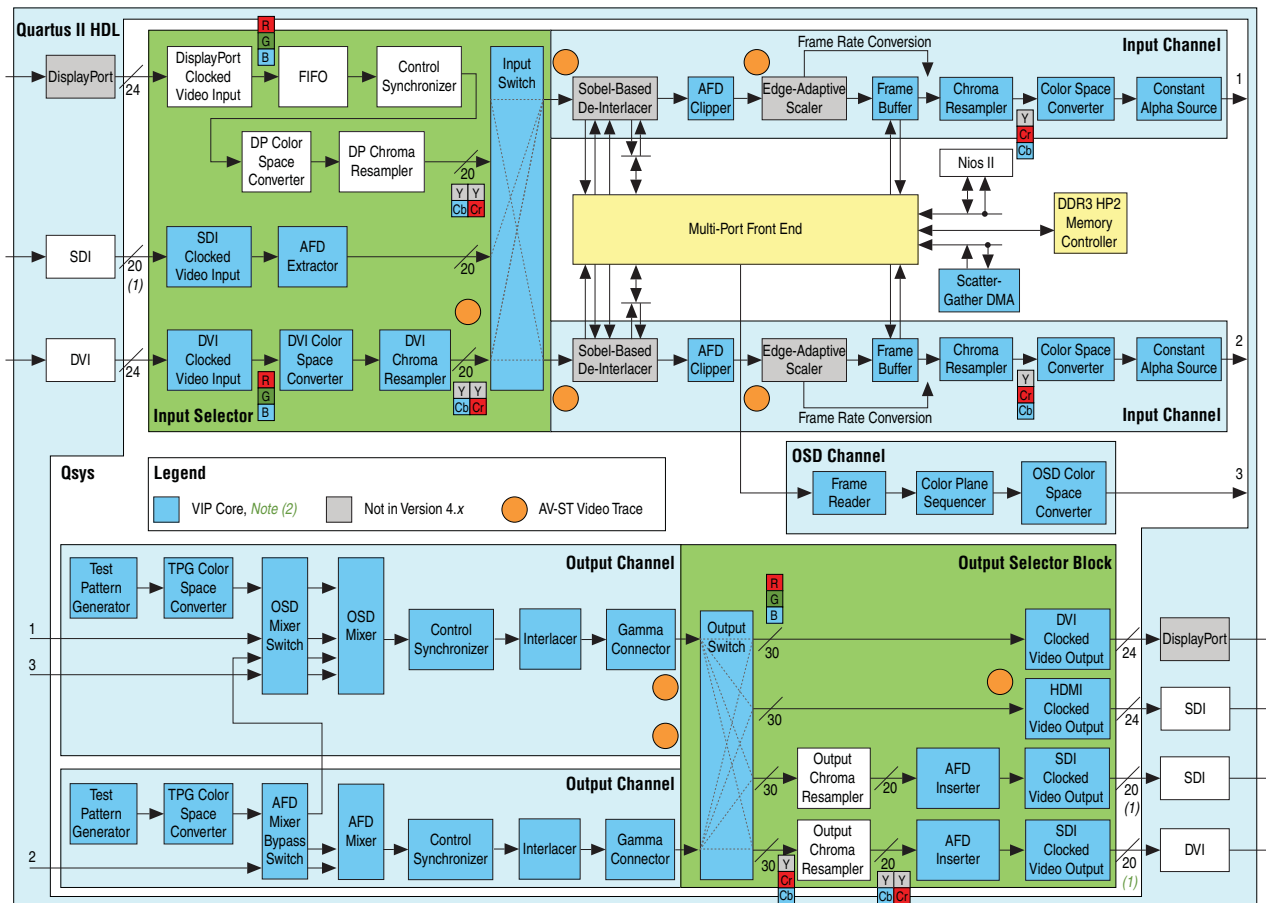 Quartus II HDL
DisplayPort
24
SDI
20
(1)
DVI
24
R
G
B
DisplayPort
Clocked
Video Input
FIFO
Control
Synchronizer
DP Color
Space
Converter
DP Chroma
Resampler
20
Y Y
Cb Cr
SDI
Clocked
Video Input
AFD
Extractor
20
DVI
Clocked
Video Input
DVI Color
Space
Converter
DVI
Chroma
Resampler
20
R
G
B
Y Y
Cb Cr
Input Selector
Input
Switch
Input Channel
Frame Rate Conversion
Sobel-Based
De-Interlacer
AFD
Clipper
Edge-Adaptive
Scaler
Frame
Buffer
Chroma
Resampler
Y
Cr
Cb
Color Space
Converter
Constant
Alpha Source
1
Nios II
Multi-Port Front End
DDR3 HP2
Memory
Controller
Scatter-
Gather DMA
Sobel-Based
De-Interlacer
AFD
Clipper
Edge-Adaptive
Scaler
Frame
Buffer
Chroma
Resampler
Y
Cr
Cb
Color Space
Converter
Constant
Alpha Source
2
Frame Rate Conversion
Input Channel
OSD Channel
Frame
Reader
Color Plane
Sequencer
OSD Color
Space
Converter
3
Qsys
Legend
VIP Core, Note (2)
Not in Version 4.x
AV-ST Video Trace
Output Channel
Test
Pattern
Generator
TPG Color
Space
Converter
OSD
Mixer
Switch
OSD
Mixer
Control
Synchronizer
Interlacer
Gamma
Connector
1
3
Output Channel
Test
Pattern
Generator
TPG Color
Space
Converter
AFD
Mixer
Bypass
Switch
AFD
Mixer
Control
Synchronizer
Interlacer
Gamma
Connector
2
Output Selector Block
Output
Switch
R
G
B
30
DVI
Clocked
Video Output
24
DisplayPort
30
HDMI
Clocked
Video Output
24
SDI
30
Output
Chroma
Resampler
20
AFD
Inserter
SDI
Clocked
Video Output
20
(1)
SDI
30
Y
Cr
Cb
Output
Chroma
Resampler
20
Y Y
Cb Cr
AFD
Inserter
SDI
Clocked
Video Output
20
(1)
DVI